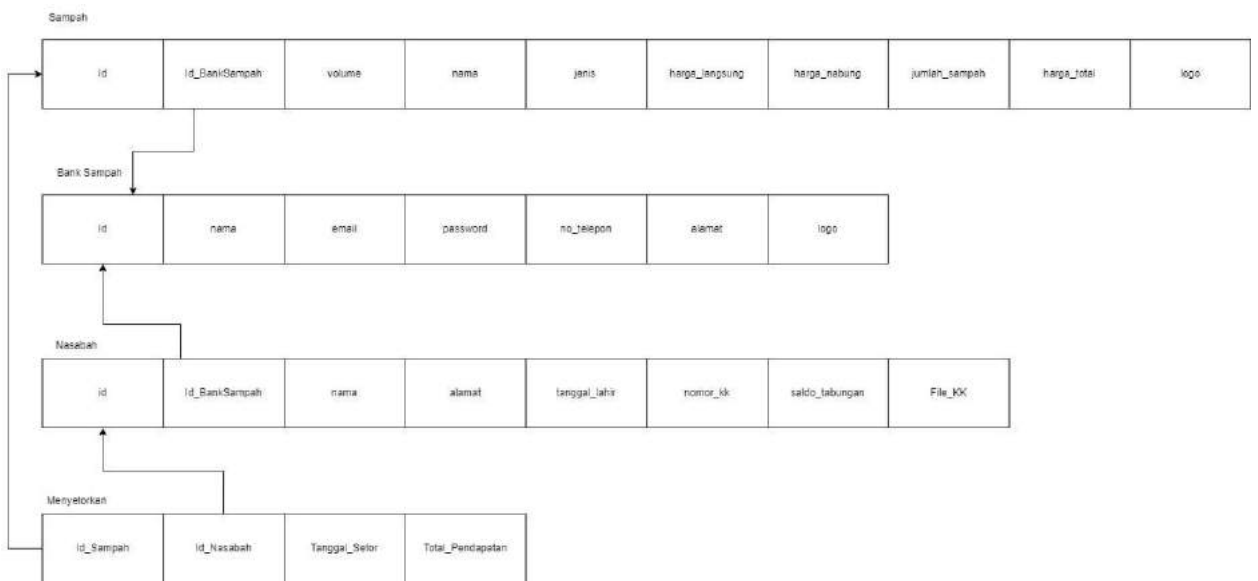 Sampah
Id Id_BankSampah volume nama jenis harga_langsung harga_nabung jumlah_sampah harga_total logo
Bank Sampah
Id nama email password no_telepon alamat logo
Nasabah
id Id_BankSampah nama alamat tanggal_lahir nomor_kk saldo_tabungan File_KK
Menyetorkan
Id_Sampah Id_Nasabah Tanggal_Setor Total_Pendapatan